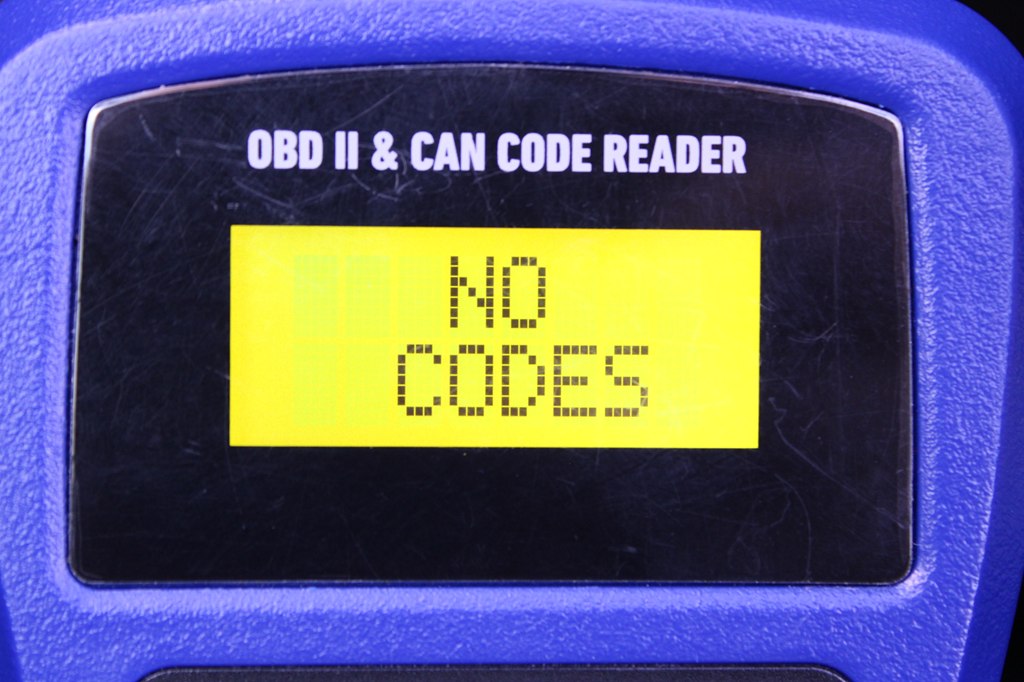 OBD II & CAN CODE READER
NO
CODES